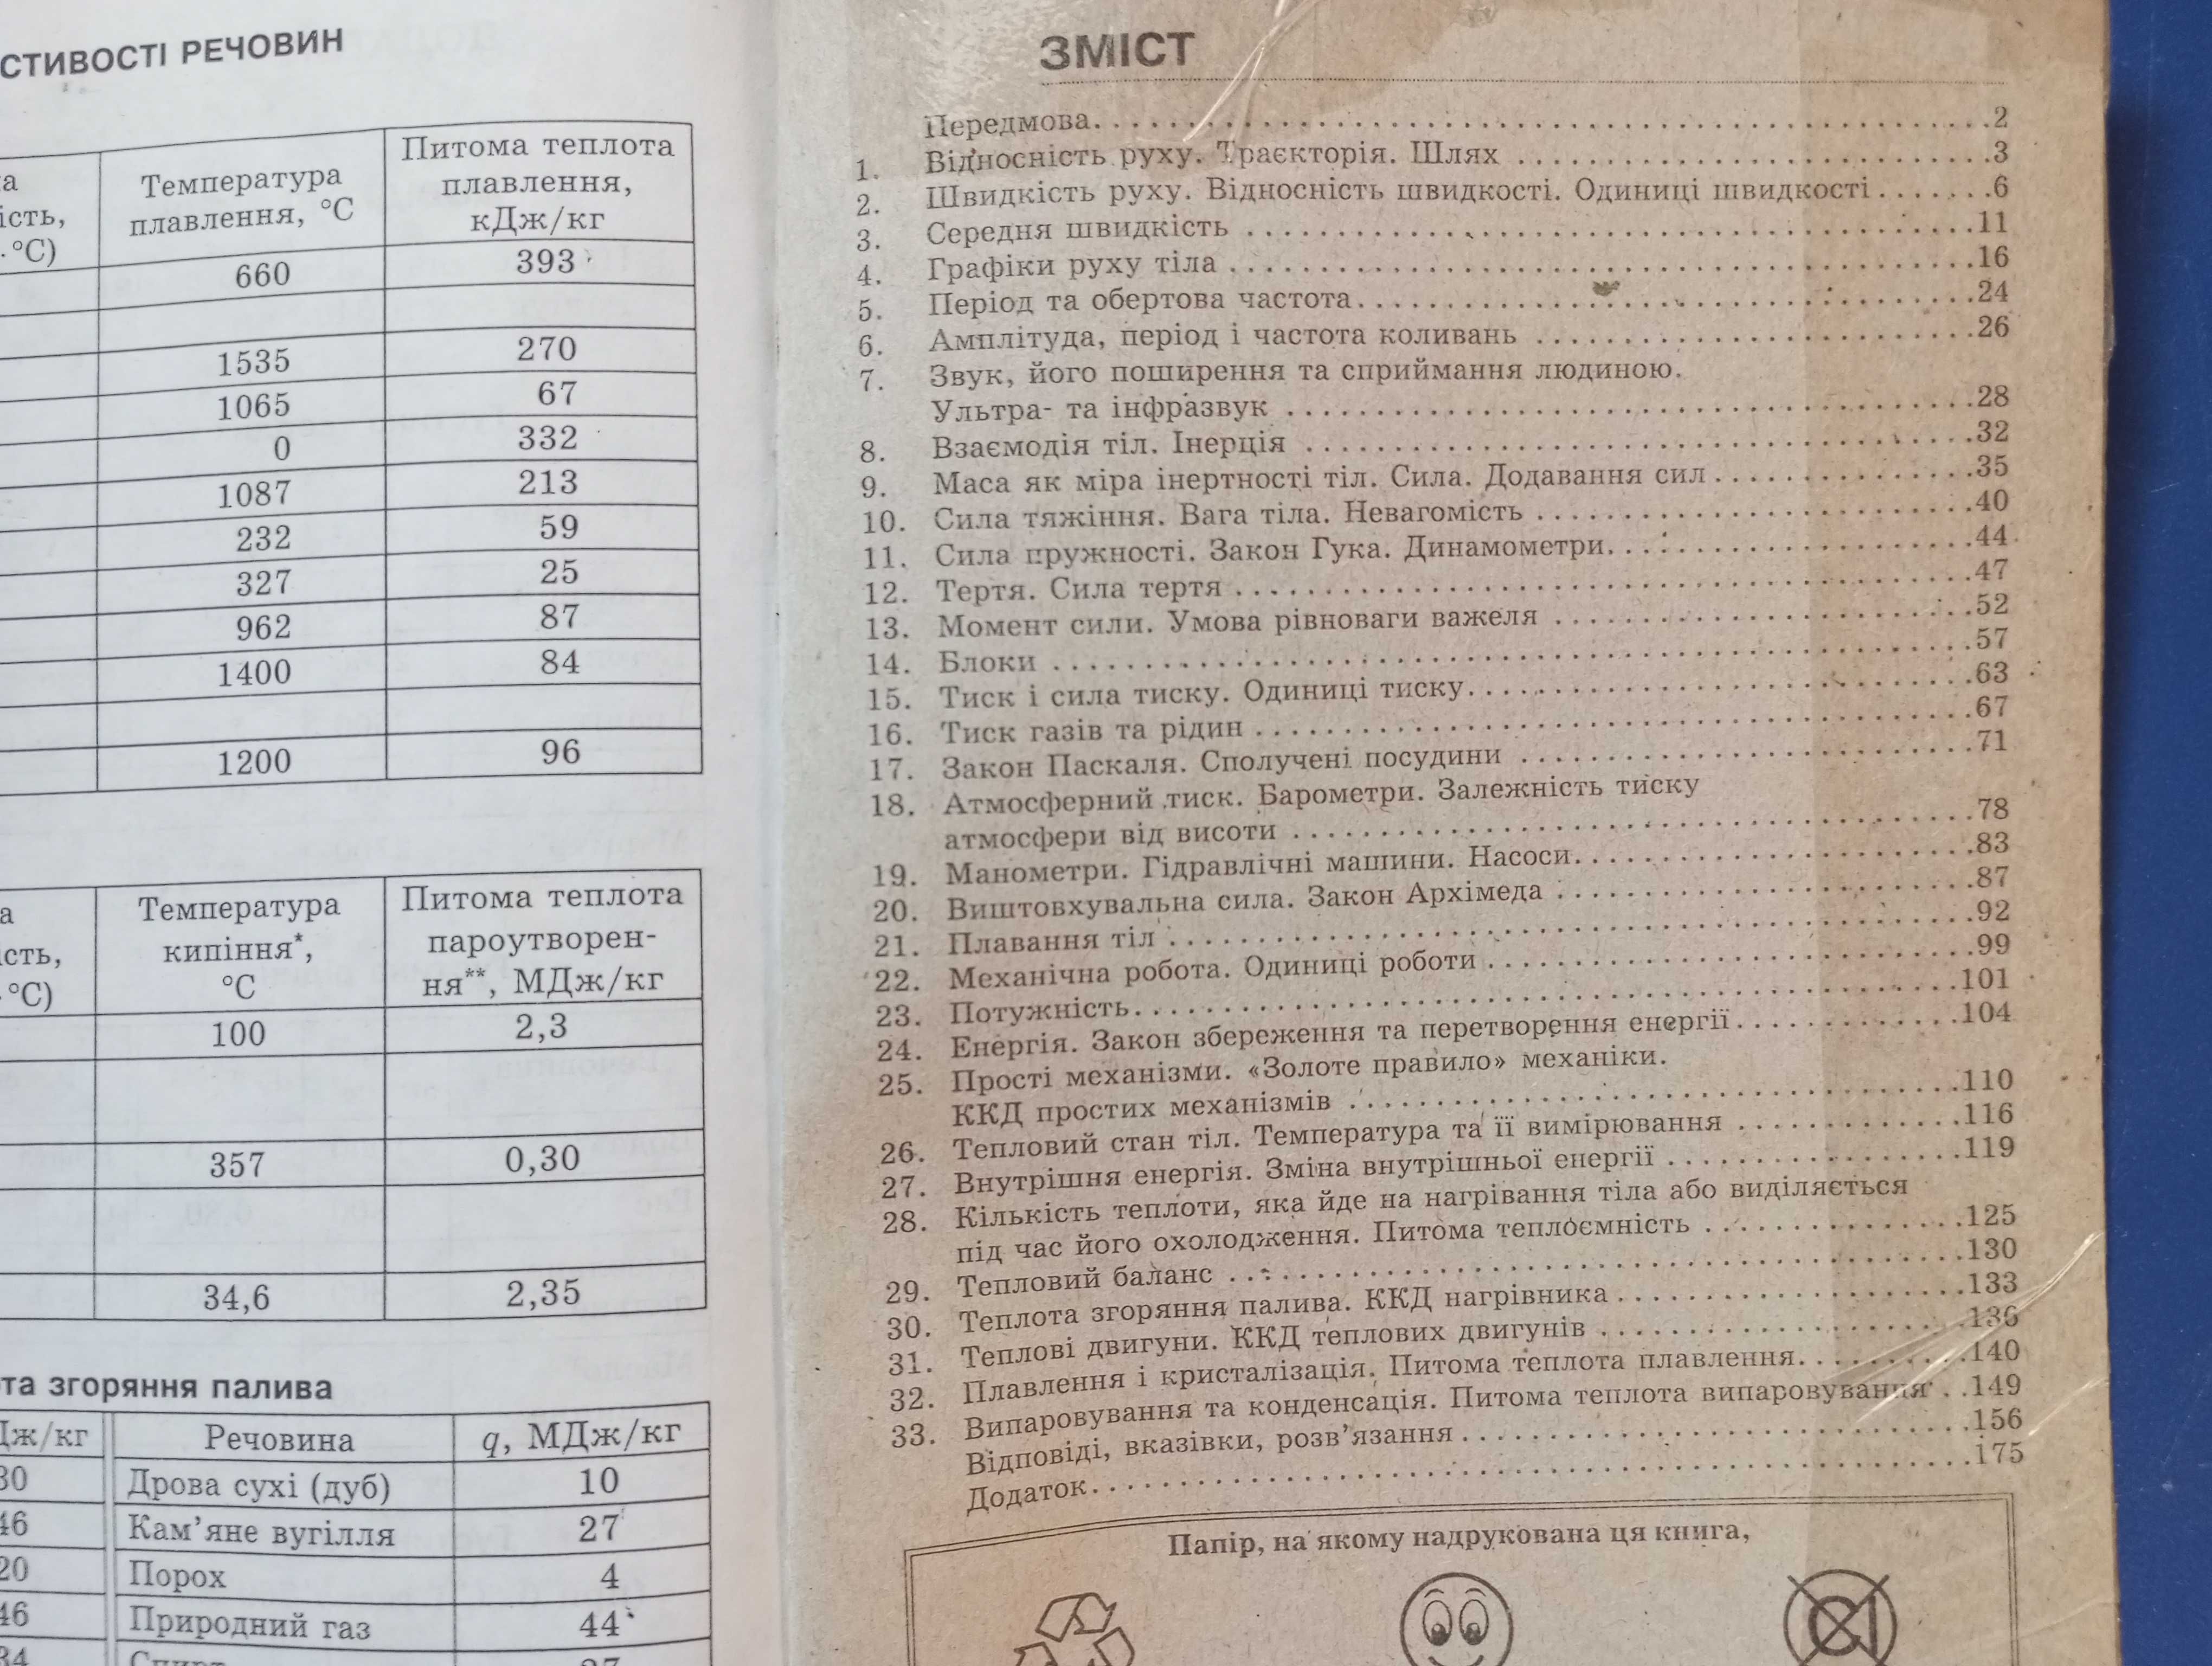 РЕЧОВИН
Температура
плавлення, °С
Питома теплота
плавлення,
кДж/кг
°С)
660 393
1535 270
1065 67
0 332
1087 213
232 59
327 25
962 87
1400 84
1200 96
Температура
кипіння*,
°С
Питома теплота
пароутворен-
ня**, МДж/кг
°С)
100 2,3
357 0,30
34,6 2,35
згоряння палива
Речовина q, МДж/кг
Дрова сухі (дуб) 10
Кам’яне вугілля 27
Порох 4
Природний газ 44
ЗМІСТ
Передмова. . . . . . . . . . 2
1. Відносність руху. Траєкторія. Шлях . . . . . . . . . . 3
2. Швидкість руху. Відносність швидкості. Одиниці швидкості . . . . . . . 6
3. Середня швидкість . . . . . . . . . . 11
4. Графіки руху тіла . . . . . . . . . . 16
5. Період та обертова частота. . . . . . . . . . 24
6. Амплітуда, період і частота коливань . . . . . . . . . . 26
7. Звук, його поширення та сприймання людиною.
Ультра- та інфразвук . . . . . . . . . . 28
8. Взаємодія тіл. Інерція . . . . . . . . . . 32
9. Маса як міра інертності тіл. Сила. Додавання сил . . . . . . . . . . 35
10. Сила тяжіння. Вага тіла. Невагомість . . . . . . . . . . 40
11. Сила пружності. Закон Гука. Динамометри. . . . . . . . . . 44
12. Тертя. Сила тертя . . . . . . . . . . 47
13. Момент сили. Умова рівноваги важеля . . . . . . . . . . 52
14. Блоки . . . . . . . . . . 57
15. Тиск і сила тиску. Одиниці тиску. . . . . . . . . . 63
16. Тиск газів та рідин . . . . . . . . . . 67
17. Закон Паскаля. Сполучені посудини . . . . . . . . . . 71
18. Атмосферний тиск. Барометри. Залежність тиску
атмосфери від висоти . . . . . . . . . . 78
19. Манометри. Гідравлічні машини. Насоси. . . . . . . . . . 83
20. Виштовхувальна сила. Закон Архімеда . . . . . . . . . . 87
21. Плавання тіл . . . . . . . . . . 92
22. Механічна робота. Одиниці роботи . . . . . . . . . . 99
23. Потужність. . . . . . . . . . 101
24. Енергія. Закон збереження та перетворення енергії. . . . . . . . . . 104
25. Прості механізми. «Золоте правило» механіки.
ККД простих механізмів . . . . . . . . . . 110
26. Тепловий стан тіл. Температура та її вимірювання . . . . . . . . . . 116
27. Внутрішня енергія. Зміна внутрішньої енергії . . . . . . . . . . 119
28. Кількість теплоти, яка йде на нагрівання тіла або виділяється
під час його охолодження. Питома теплоємність . . . . . . . . . . 125
29. Тепловий баланс . . . . . . . . . . 130
30. Теплота згоряння палива. ККД нагрівника . . . . . . . . . . 133
31. Теплові двигуни. ККД теплових двигунів . . . . . . . . . . 136
32. Плавлення і кристалізація. Питома теплота плавлення. . . . . . . . . . 140
33. Випаровування та конденсація. Питома теплота випаровування . . 149
Відповіді, вказівки, розв’язання . . . . . . . . . . 156
Додаток. . . . . . . . . . 175
Папір, на якому надрукована ця книга,